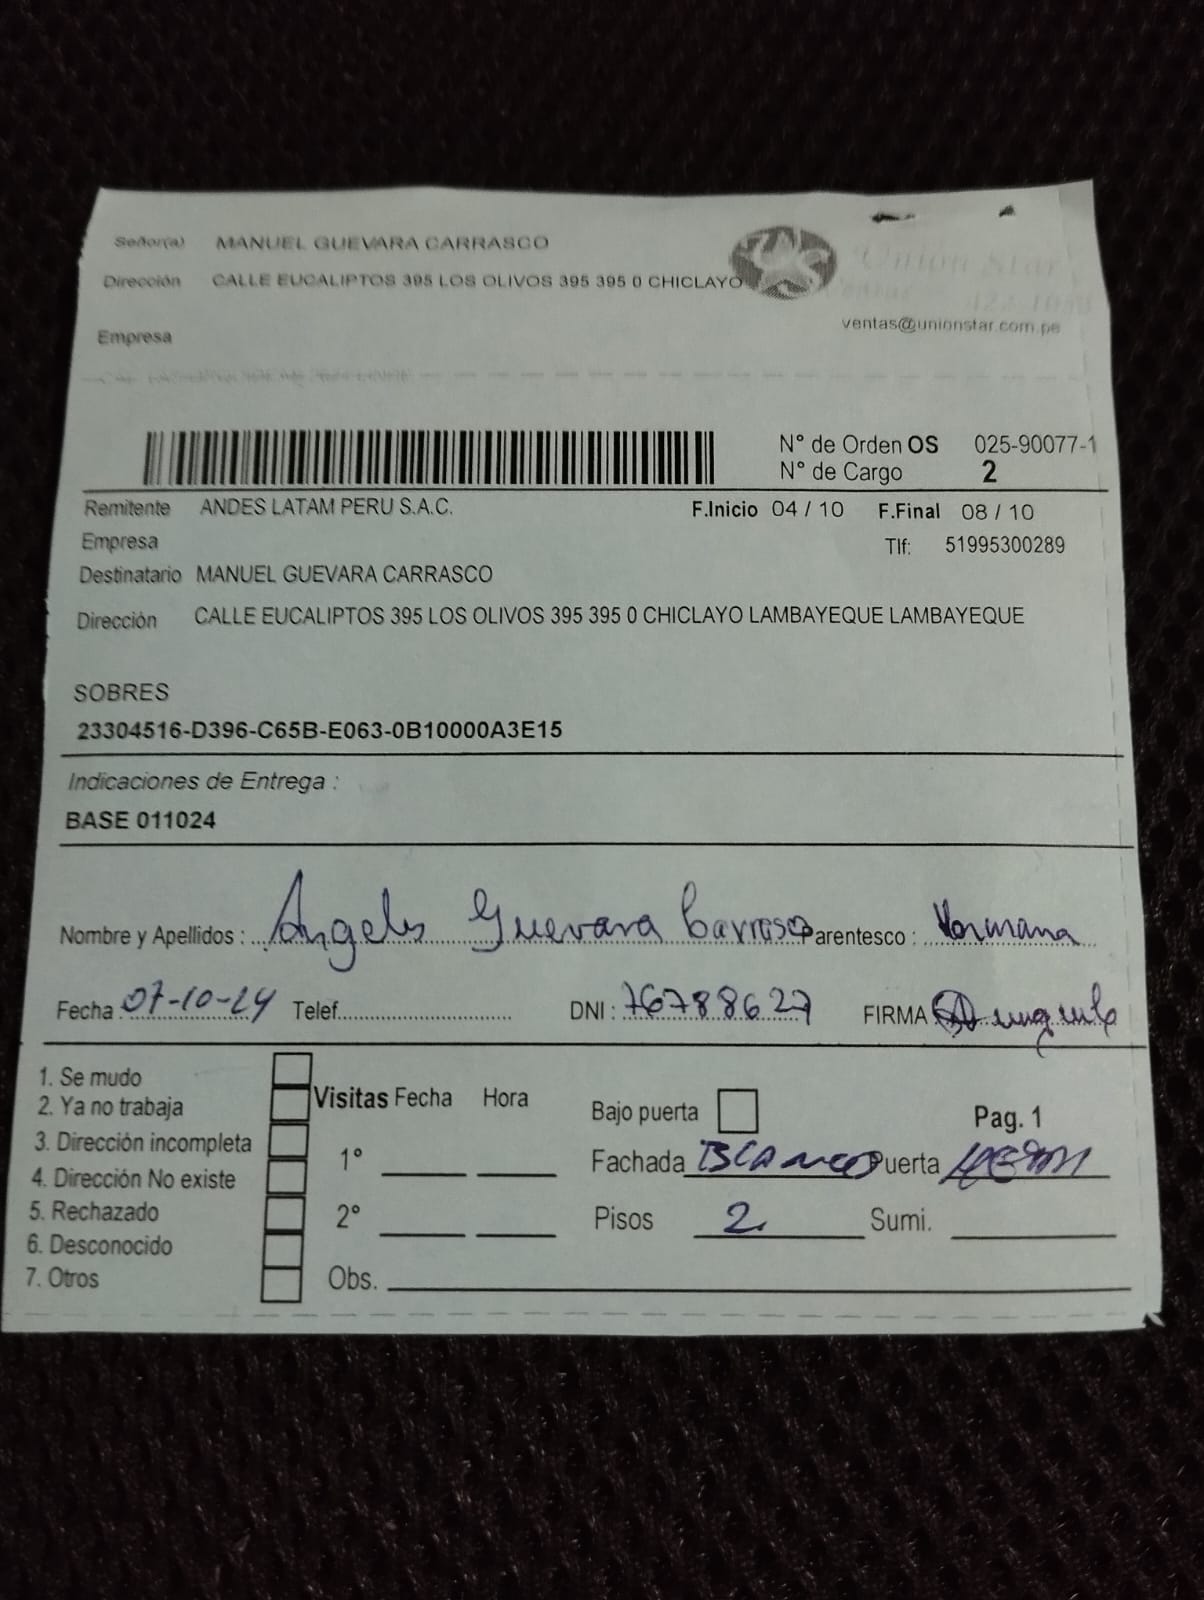 Señor(a) MANUEL GUEVARA CARRASCO
Dirección CALLE EUCALIPTOS 395 LOS OLIVOS 395 395 0 CHICLAYO
Union Star
Empresa
ventas@unionstar.com.pe
N° de Orden OS 025-90077-1
N° de Cargo 2
Remitente ANDES LATAM PERU S.A.C. F.Inicio 04 / 10 F.Final 08 / 10
Empresa Tlf: 51995300289
Destinatario MANUEL GUEVARA CARRASCO
Dirección CALLE EUCALIPTOS 395 LOS OLIVOS 395 395 0 CHICLAYO LAMBAYEQUE LAMBAYEQUE
SOBRES
23304516-D396-C65B-E063-0B10000A3E15
Indicaciones de Entrega :
BASE 011024
Nombre y Apellidos : Angeles Guevara Carrasco Parentesco : Hermana
Fecha 07-10-24 Telef. DNI : 76788627 FIRMA
1. Se mudo
2. Ya no trabaja
3. Dirección incompleta
4. Dirección No existe
5. Rechazado
6. Desconocido
7. Otros
Visitas Fecha Hora
1°
2°
Obs.
Bajo puerta Pag. 1
Fachada BLANCO Puerta
Pisos 2 Sumi.